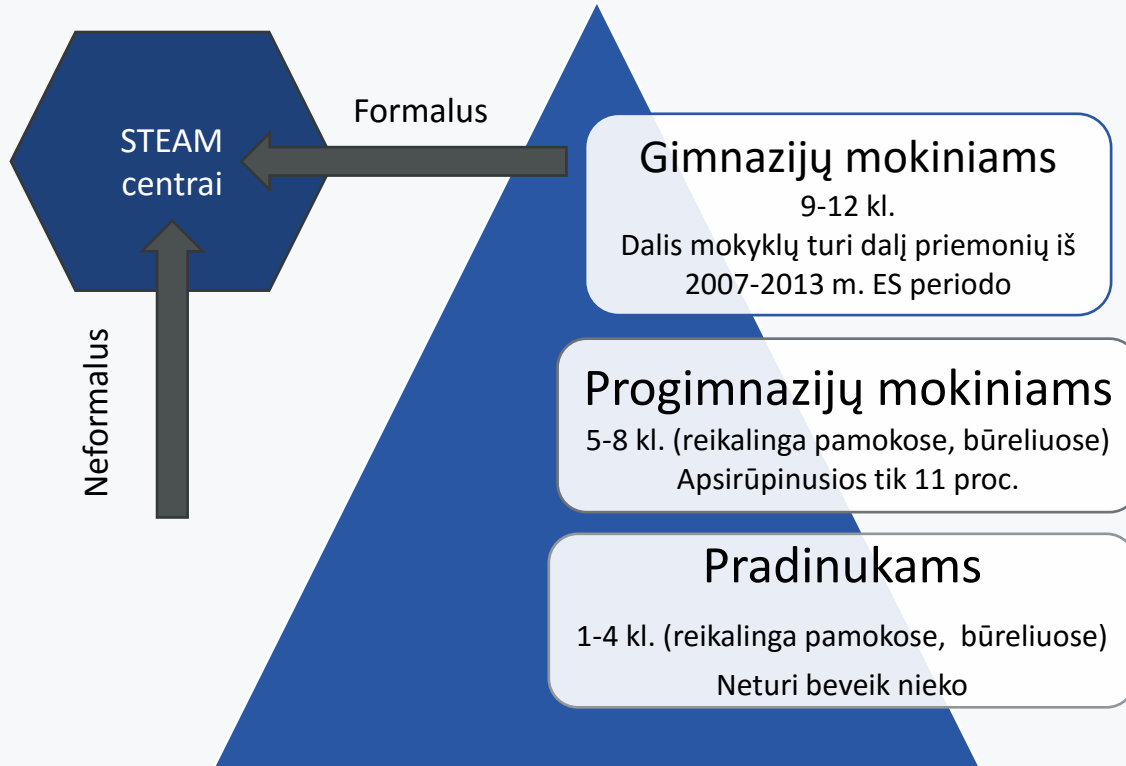 STEAM
centrai
Formalus
Neformalus
Gimnazijų mokiniams
9-12 kl.
Dalis mokyklų turi dalį priemonių iš
2007-2013 m. ES periodo
Progimnazijų mokiniams
5-8 kl. (reikalinga pamokose, būreliuose)
Apsirūpinusios tik 11 proc.
Pradinukams
1-4 kl. (reikalinga pamokose, būreliuose)
Neturi beveik nieko